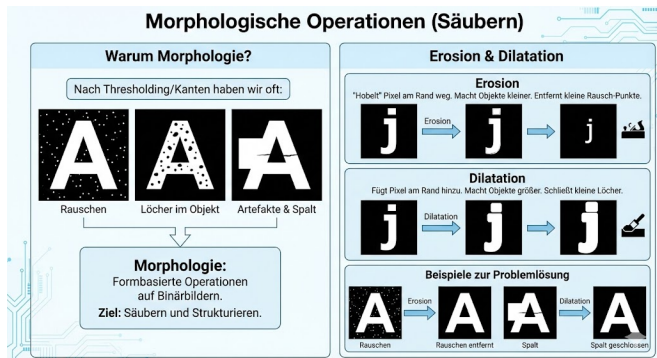 Morphologische Operationen (Säubern)
Warum Morphologie?
Nach Thresholding/Kanten haben wir oft:
A
A
A
Rauschen
Löcher im Objekt
Artefakte & Spalt
Morphologie:
Formbasierte Operationen
auf Binärbildern.
Ziel: Säubern und Strukturieren.
Erosion & Dilatation
Erosion
"Hobelt" Pixel am Rand weg. Macht Objekte kleiner. Entfernt kleine Rausch-Punkte.
j
Erosion
j
j
Dilatation
Fügt Pixel am Rand hinzu. Macht Objekte größer. Schließt kleine Löcher.
j
Dilatation
j
j
Beispiele zur Problemlösung
A
Erosion
A
A
Dilatation
A
Rauschen
Rauschen entfernt
Spalt
Spalt geschlossen